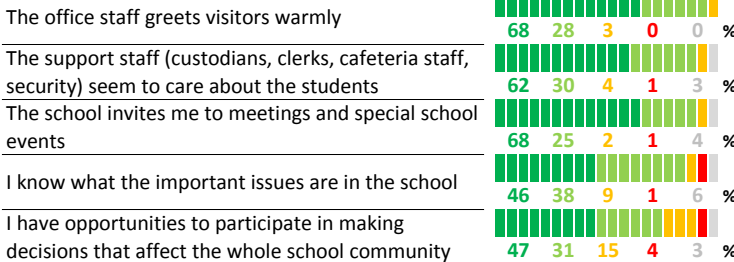 The office staff greets visitors warmly
68 28 3 0 0 %
The support staff (custodians, clerks, cafeteria staff,
security) seem to care about the students
62 30 4 1 3 %
The school invites me to meetings and special school
events
68 25 2 1 4 %
I know what the important issues are in the school
46 38 9 1 6 %
I have opportunities to participate in making
decisions that affect the whole school community
47 31 15 4 3 %